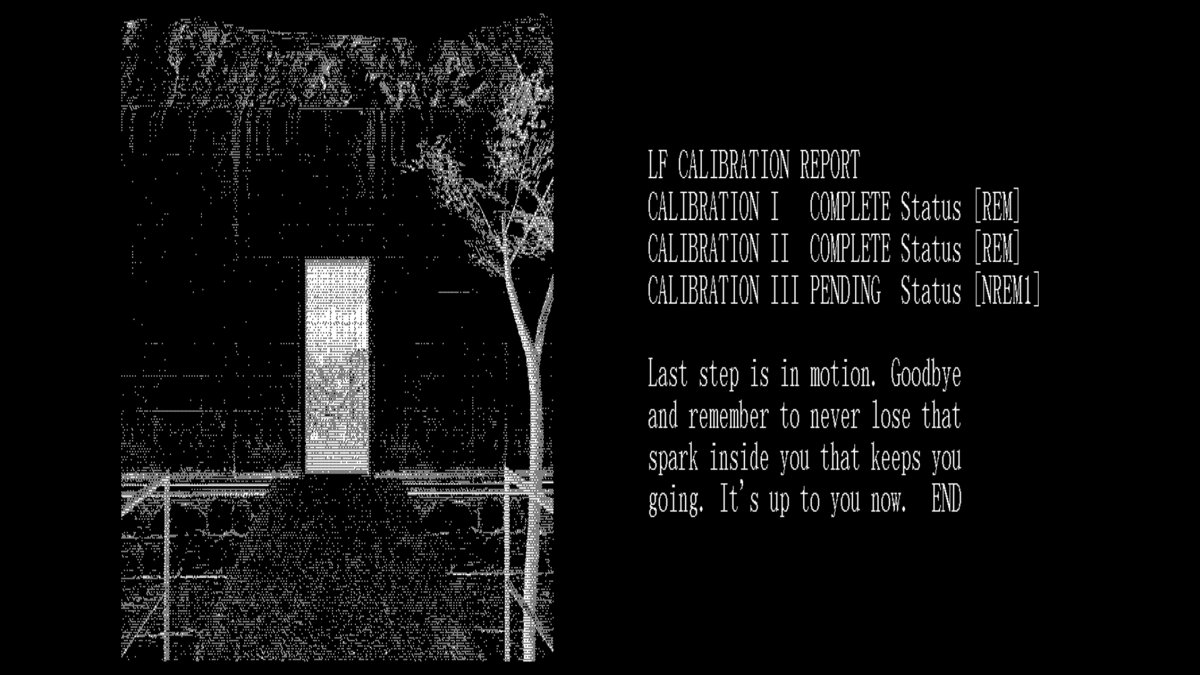 LF CALIBRATION REPORT
CALIBRATION I COMPLETE Status [REM]
CALIBRATION II COMPLETE Status [REM]
CALIBRATION III PENDING Status [NREM1]
Last step is in motion. Goodbye
and remember to never lose that
spark inside you that keeps you
going. It's up to you now. END